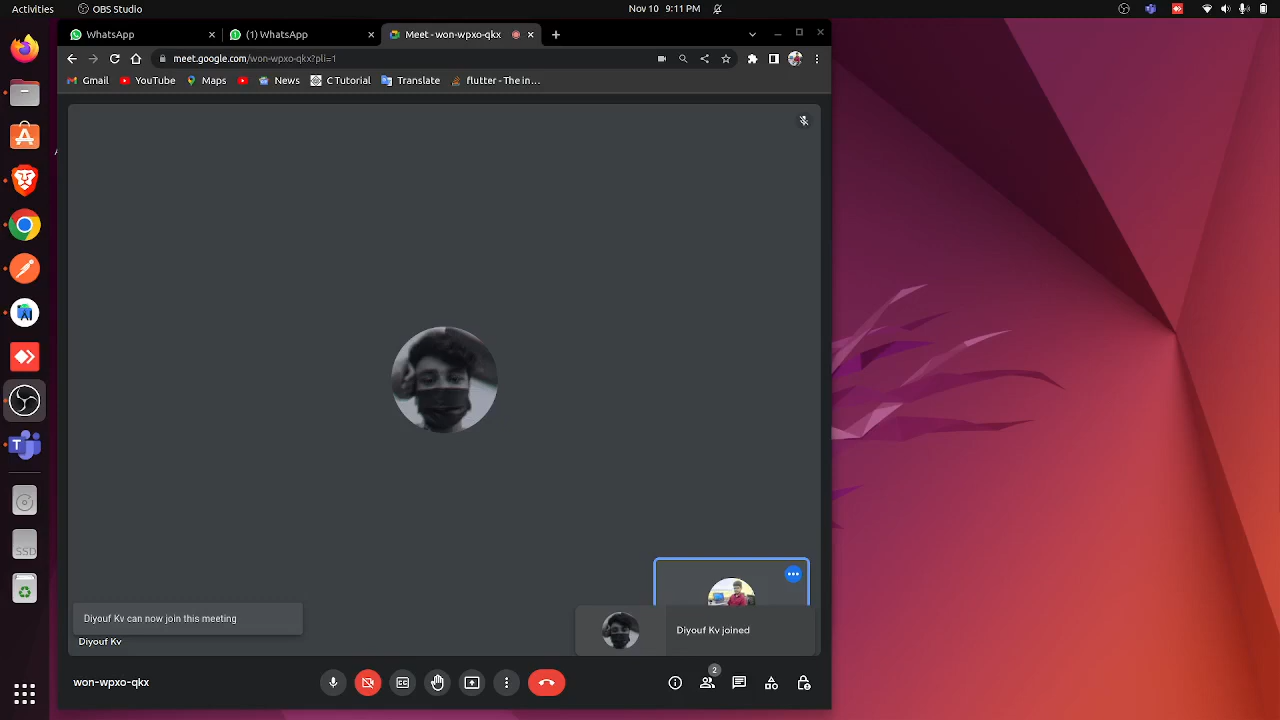 Activities
OBS Studio
Nov 10 9:11 PM
WhatsApp
(1) WhatsApp
Meet - won-wpxo-qkx
meet.google.com/won-wpxo-qkx?pli=1
Gmail
YouTube
Maps
News
C Tutorial
Translate
flutter - The in...
Diyouf Kv can now join this meeting
Diyouf Kv
Diyouf Kv joined
won-wpxo-qkx
2
SSD